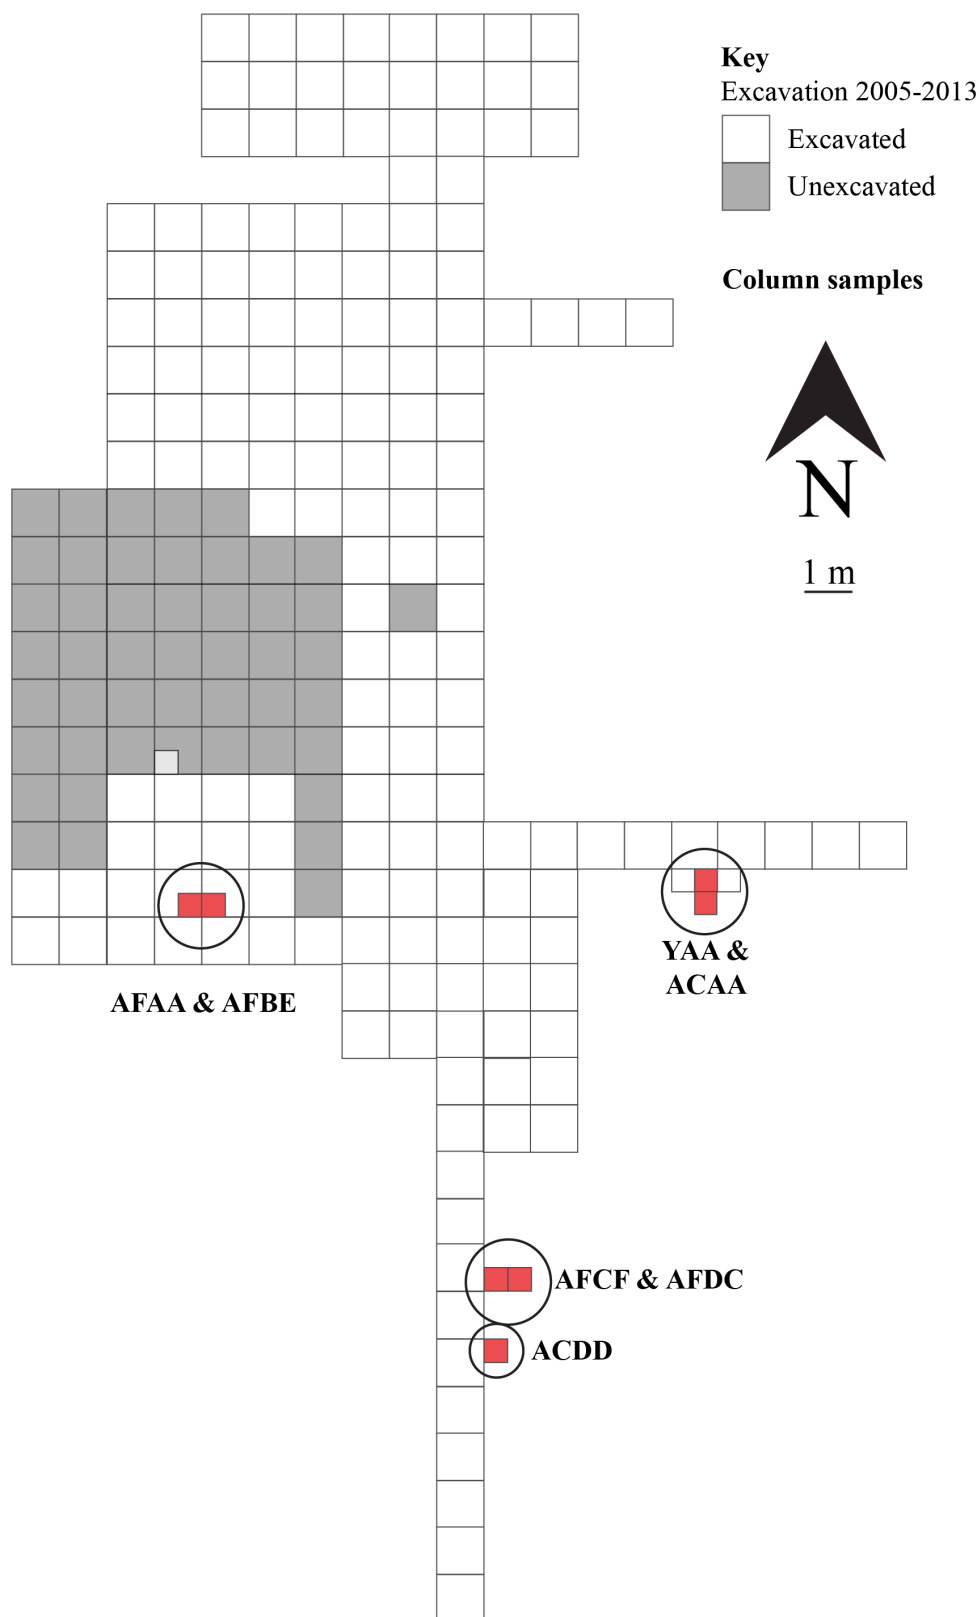 Key
Excavation 2005-2013
Excavated
Unexcavated
Column samples
N
1 m
YAA &
ACAA
AFAA & AFBE
AFCF & AFDC
ACDD